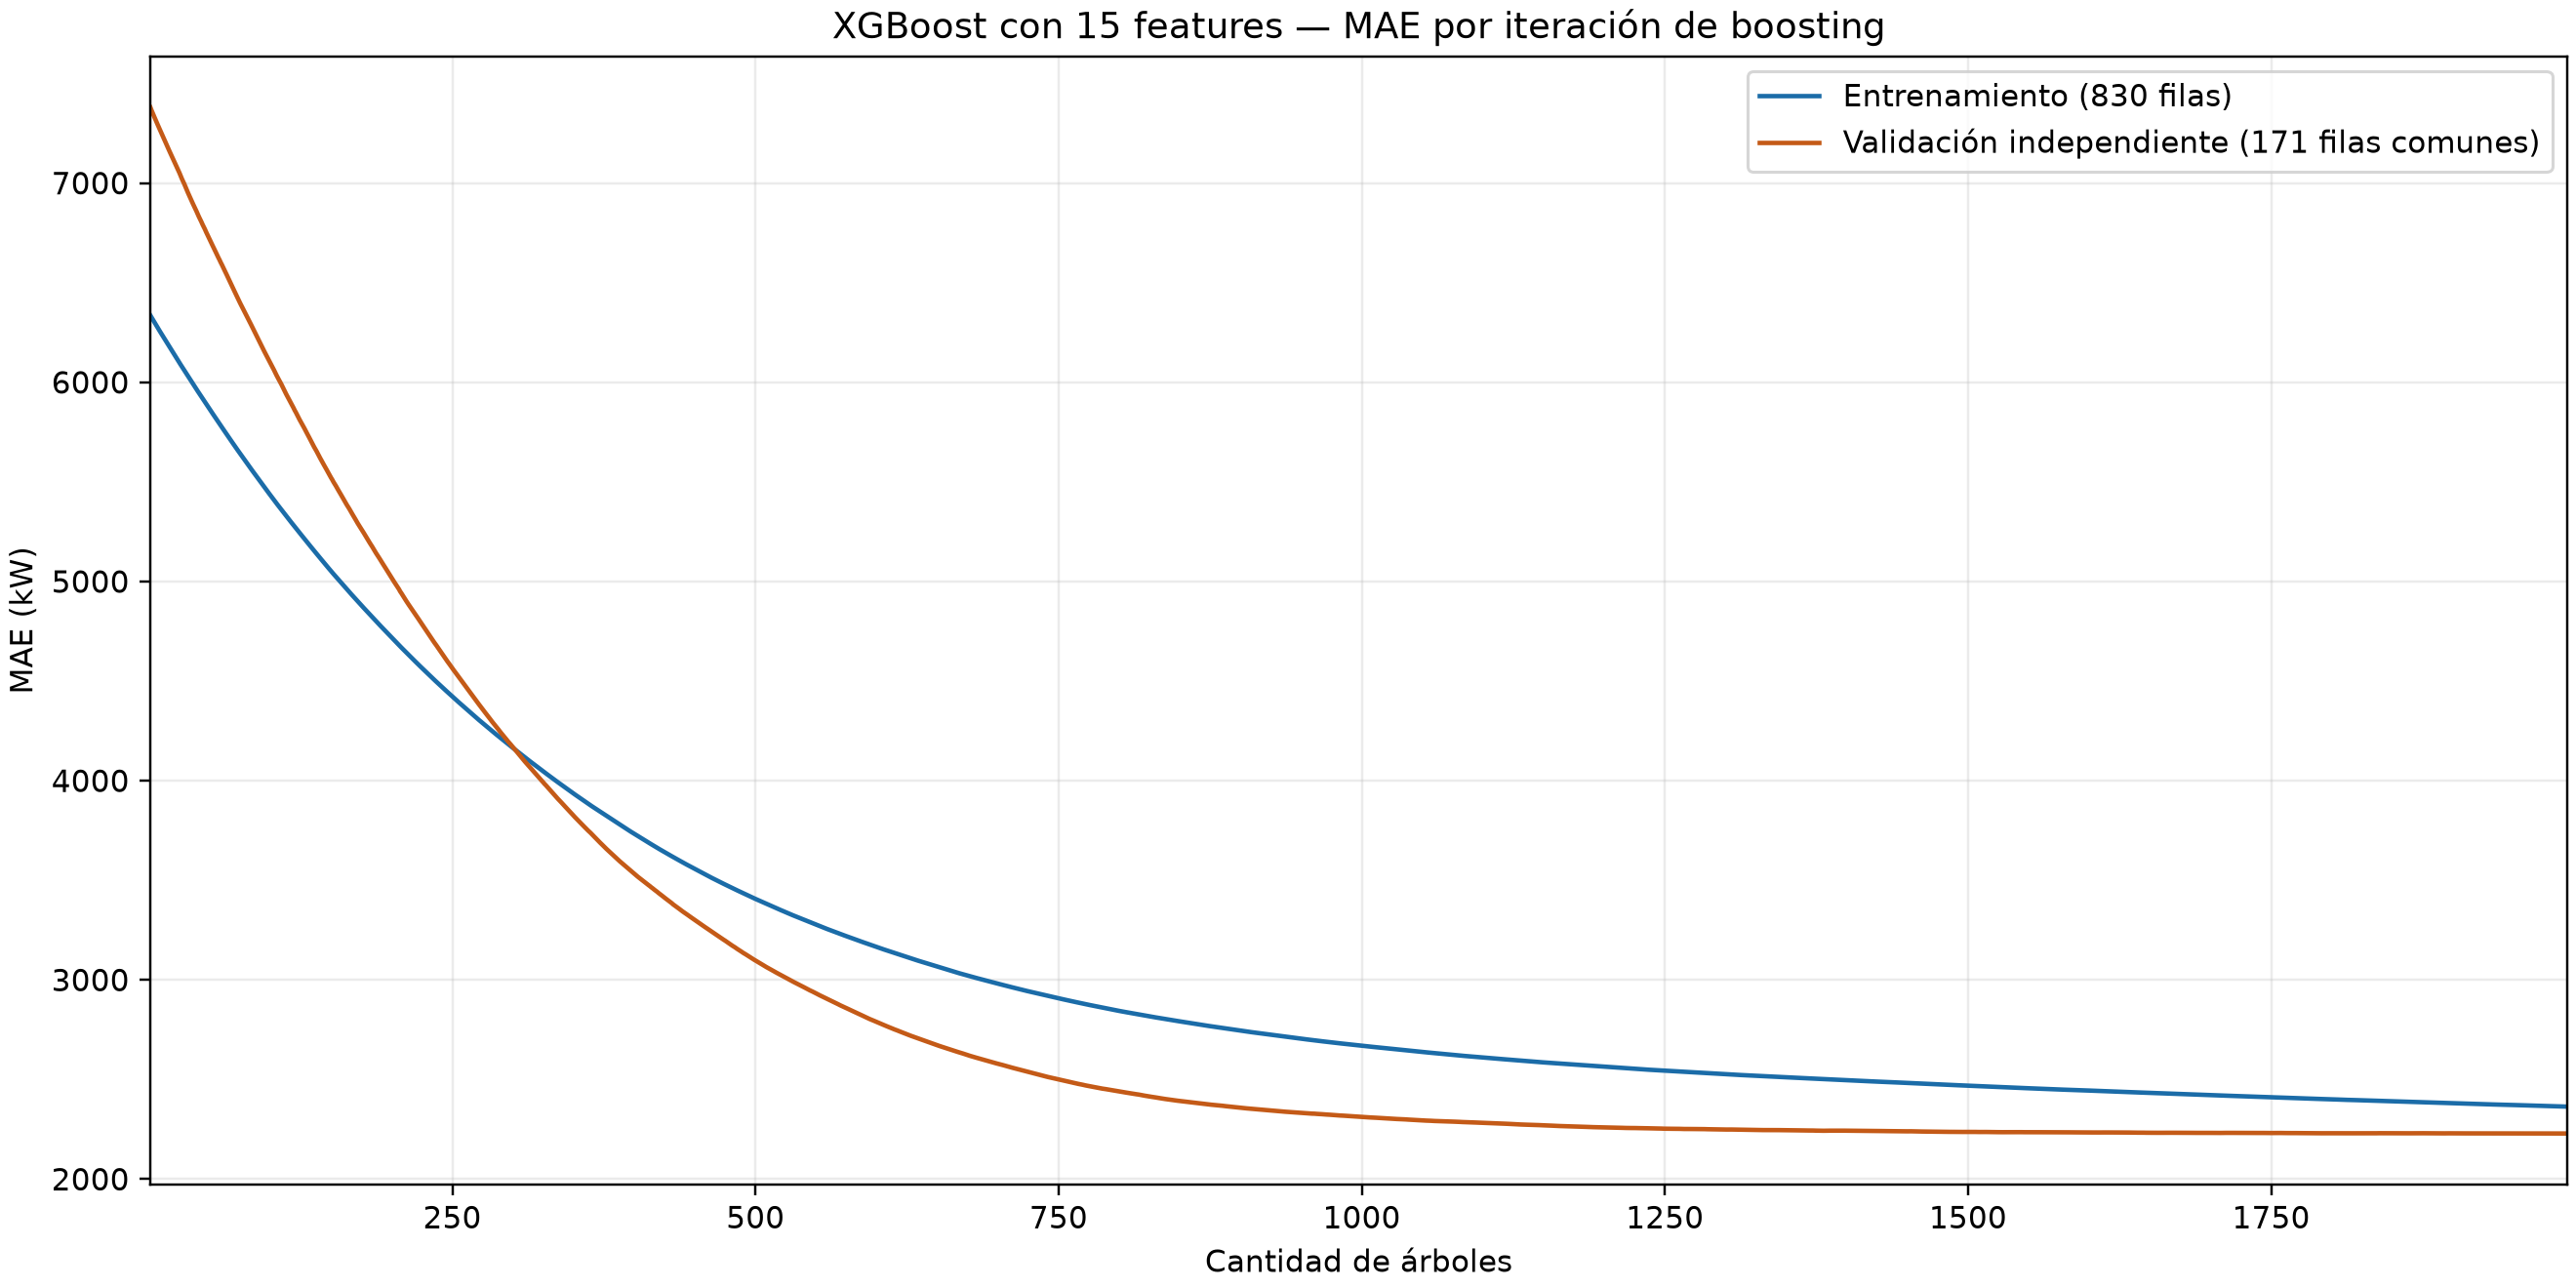 XGBoost con 15 features — MAE por iteración de boosting
Entrenamiento (830 filas)
Validación independiente (171 filas comunes)
MAE (kW)
7000
6000
5000
4000
3000
2000
250 500 750 1000 1250 1500 1750
Cantidad de árboles